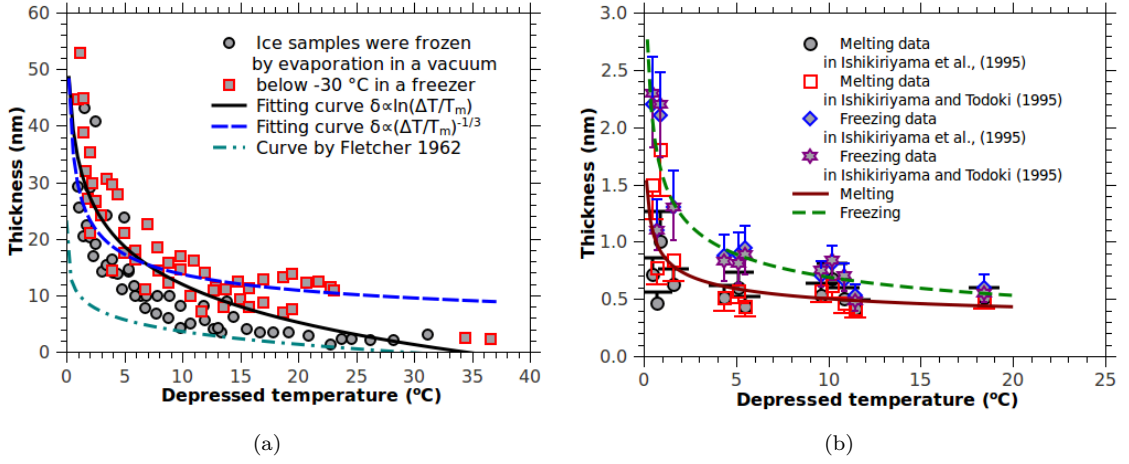 60
50
40
30
20
10
0
Thickness (nm)
0 5 10 15 20 25 30 35 40
Depressed temperature (°C)
Ice samples were frozen
by evaporation in a vacuum
below -30 °C in a freezer
Fitting curve δ∝ln(ΔT/Tm)
Fitting curve δ∝(ΔT/Tm)-1/3
Curve by Fletcher 1962
(a)
3.0
2.5
2.0
1.5
1.0
0.5
0.0
Thickness (nm)
0 5 10 15 20 25
Depressed temperature (°C)
Melting data
in Ishikiriyama et al., (1995)
Melting data
in Ishikiriyama and Todoki (1995)
Freezing data
in Ishikiriyama et al., (1995)
Freezing data
in Ishikiriyama and Todoki (1995)
Melting
Freezing
(b)